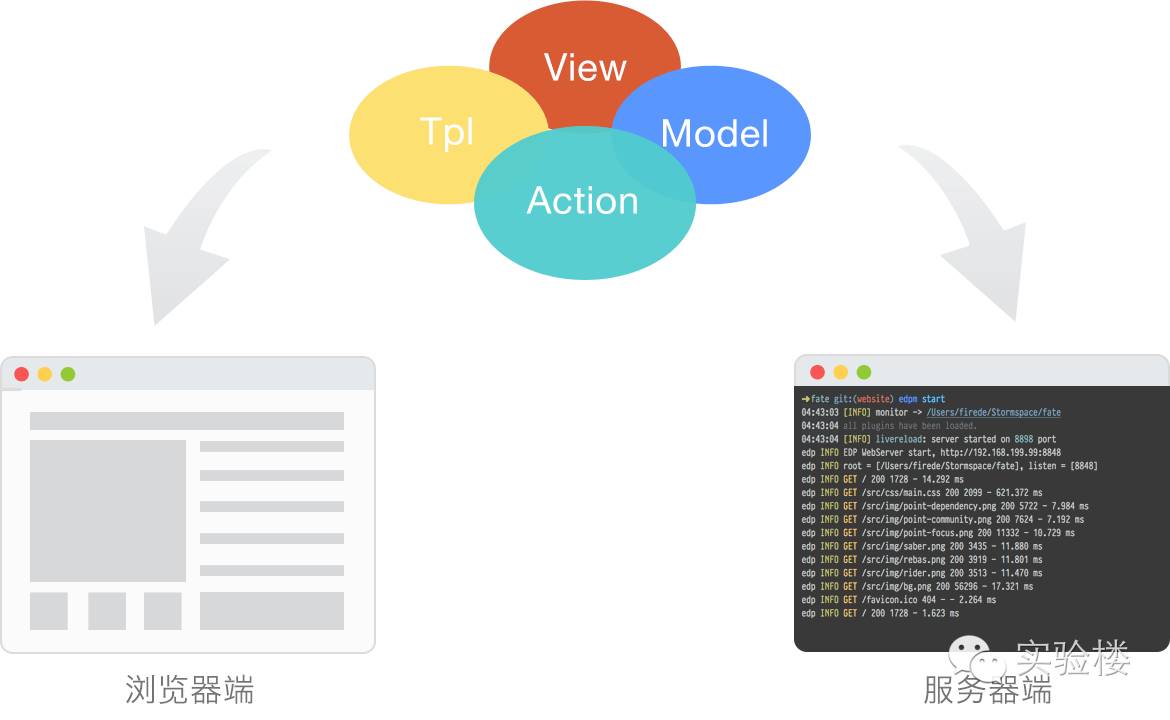 View
Tpl
Model
Action
➜fate git:(website) edpm start
04:43:03 [INFO] monitor -> /Users/firede/Stormspace/fate
04:43:04 all plugins have been loaded.
04:43:04 [INFO] livereload: server started on 8898 port
edp INFO EDP WebServer start, http://192.168.199.99:8848
edp INFO root = [/Users/firede/Stormspace/fate], listen = [8848]
edp INFO GET / 200 1728 - 14.292 ms
edp INFO GET /src/css/main.css 200 2099 - 621.372 ms
edp INFO GET /src/img/point-dependency.png 200 5722 - 7.984 ms
edp INFO GET /src/img/point-community.png 200 7624 - 7.192 ms
edp INFO GET /src/img/point-focus.png 200 11332 - 10.729 ms
edp INFO GET /src/img/saber.png 200 3435 - 11.880 ms
edp INFO GET /src/img/rebas.png 200 3919 - 11.801 ms
edp INFO GET /src/img/rider.png 200 3513 - 11.470 ms
edp INFO GET /src/img/bg.png 200 56296 - 17.321 ms
edp INFO GET /favicon.ico 404 - - 2.264 ms
edp INFO GET / 200 1728 - 1.623 ms
实验楼
浏览器端
服务器端